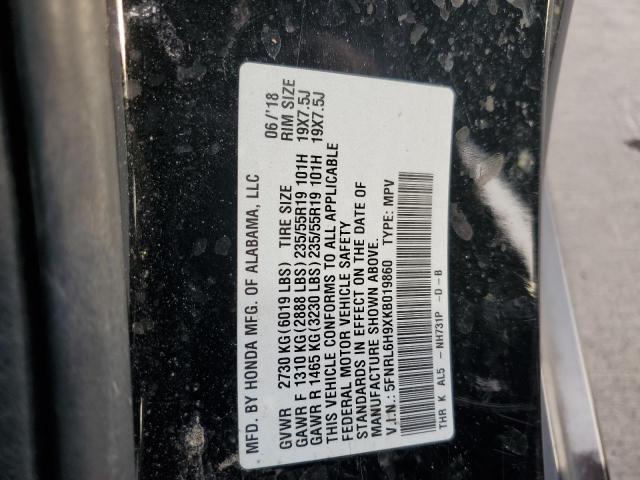 MFD. BY HONDA MFG. OF ALABAMA, LLC 06/'18
GVWR 2730 KG (6019 LBS) TIRE SIZE RIM SIZE
GAWR F 1310 KG (2888 LBS) 235/55R19 101H 19X7.5J
GAWR R 1465 KG (3230 LBS) 235/55R19 101H 19X7.5J
THIS VEHICLE CONFORMS TO ALL APPLICABLE
FEDERAL MOTOR VEHICLE SAFETY
STANDARDS IN EFFECT ON THE DATE OF
MANUFACTURE SHOWN ABOVE.
V.I.N.: 5FNRL6H9XKB019860 TYPE: MPV
THR K AL5 -NH731P -D-B